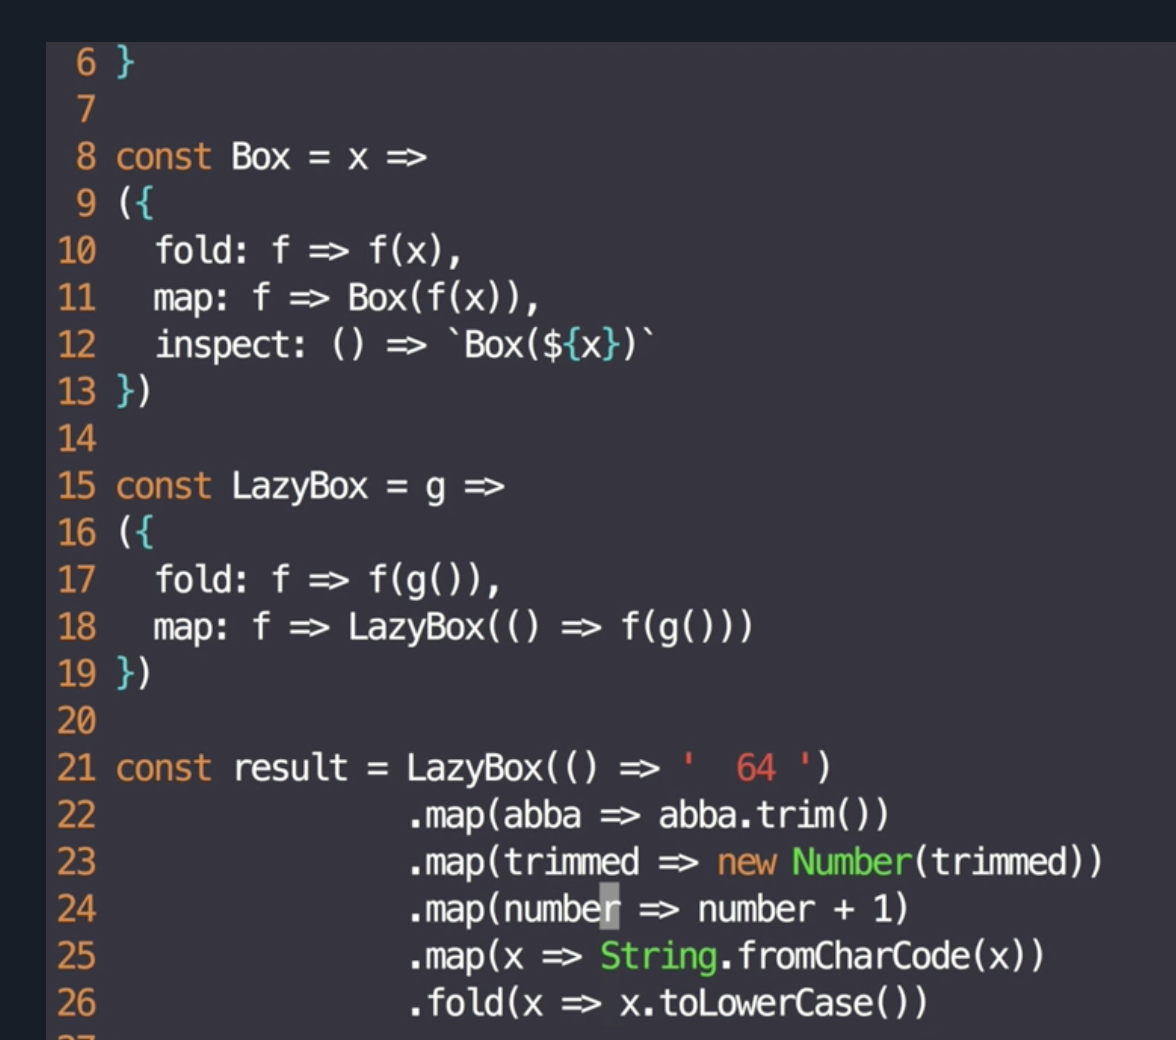 6 }
7
8 const Box = x =>
9 ({
10   fold: f => f(x),
11   map: f => Box(f(x)),
12   inspect: () => `Box(${x})`
13 })
14
15 const LazyBox = g =>
16 ({
17   fold: f => f(g()),
18   map: f => LazyBox(() => f(g()))
19 })
20
21 const result = LazyBox(() => '  64 ')
22                .map(abba => abba.trim())
23                .map(trimmed => new Number(trimmed))
24                .map(number => number + 1)
25                .map(x => String.fromCharCode(x))
26                .fold(x => x.toLowerCase())